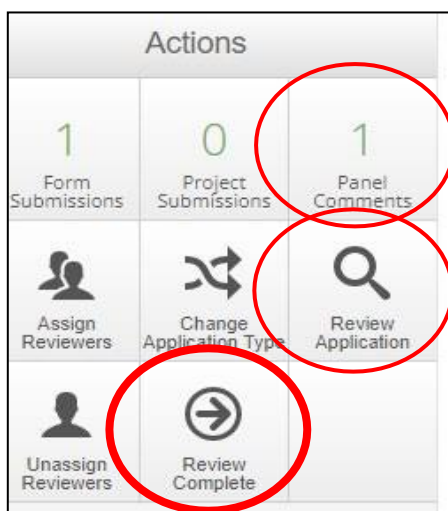 Actions
1 0 1
Form Project Panel
Submissions Submissions Comments
Assign Change Review
Reviewers Application Type Application
Unassign Review
Reviewers Complete